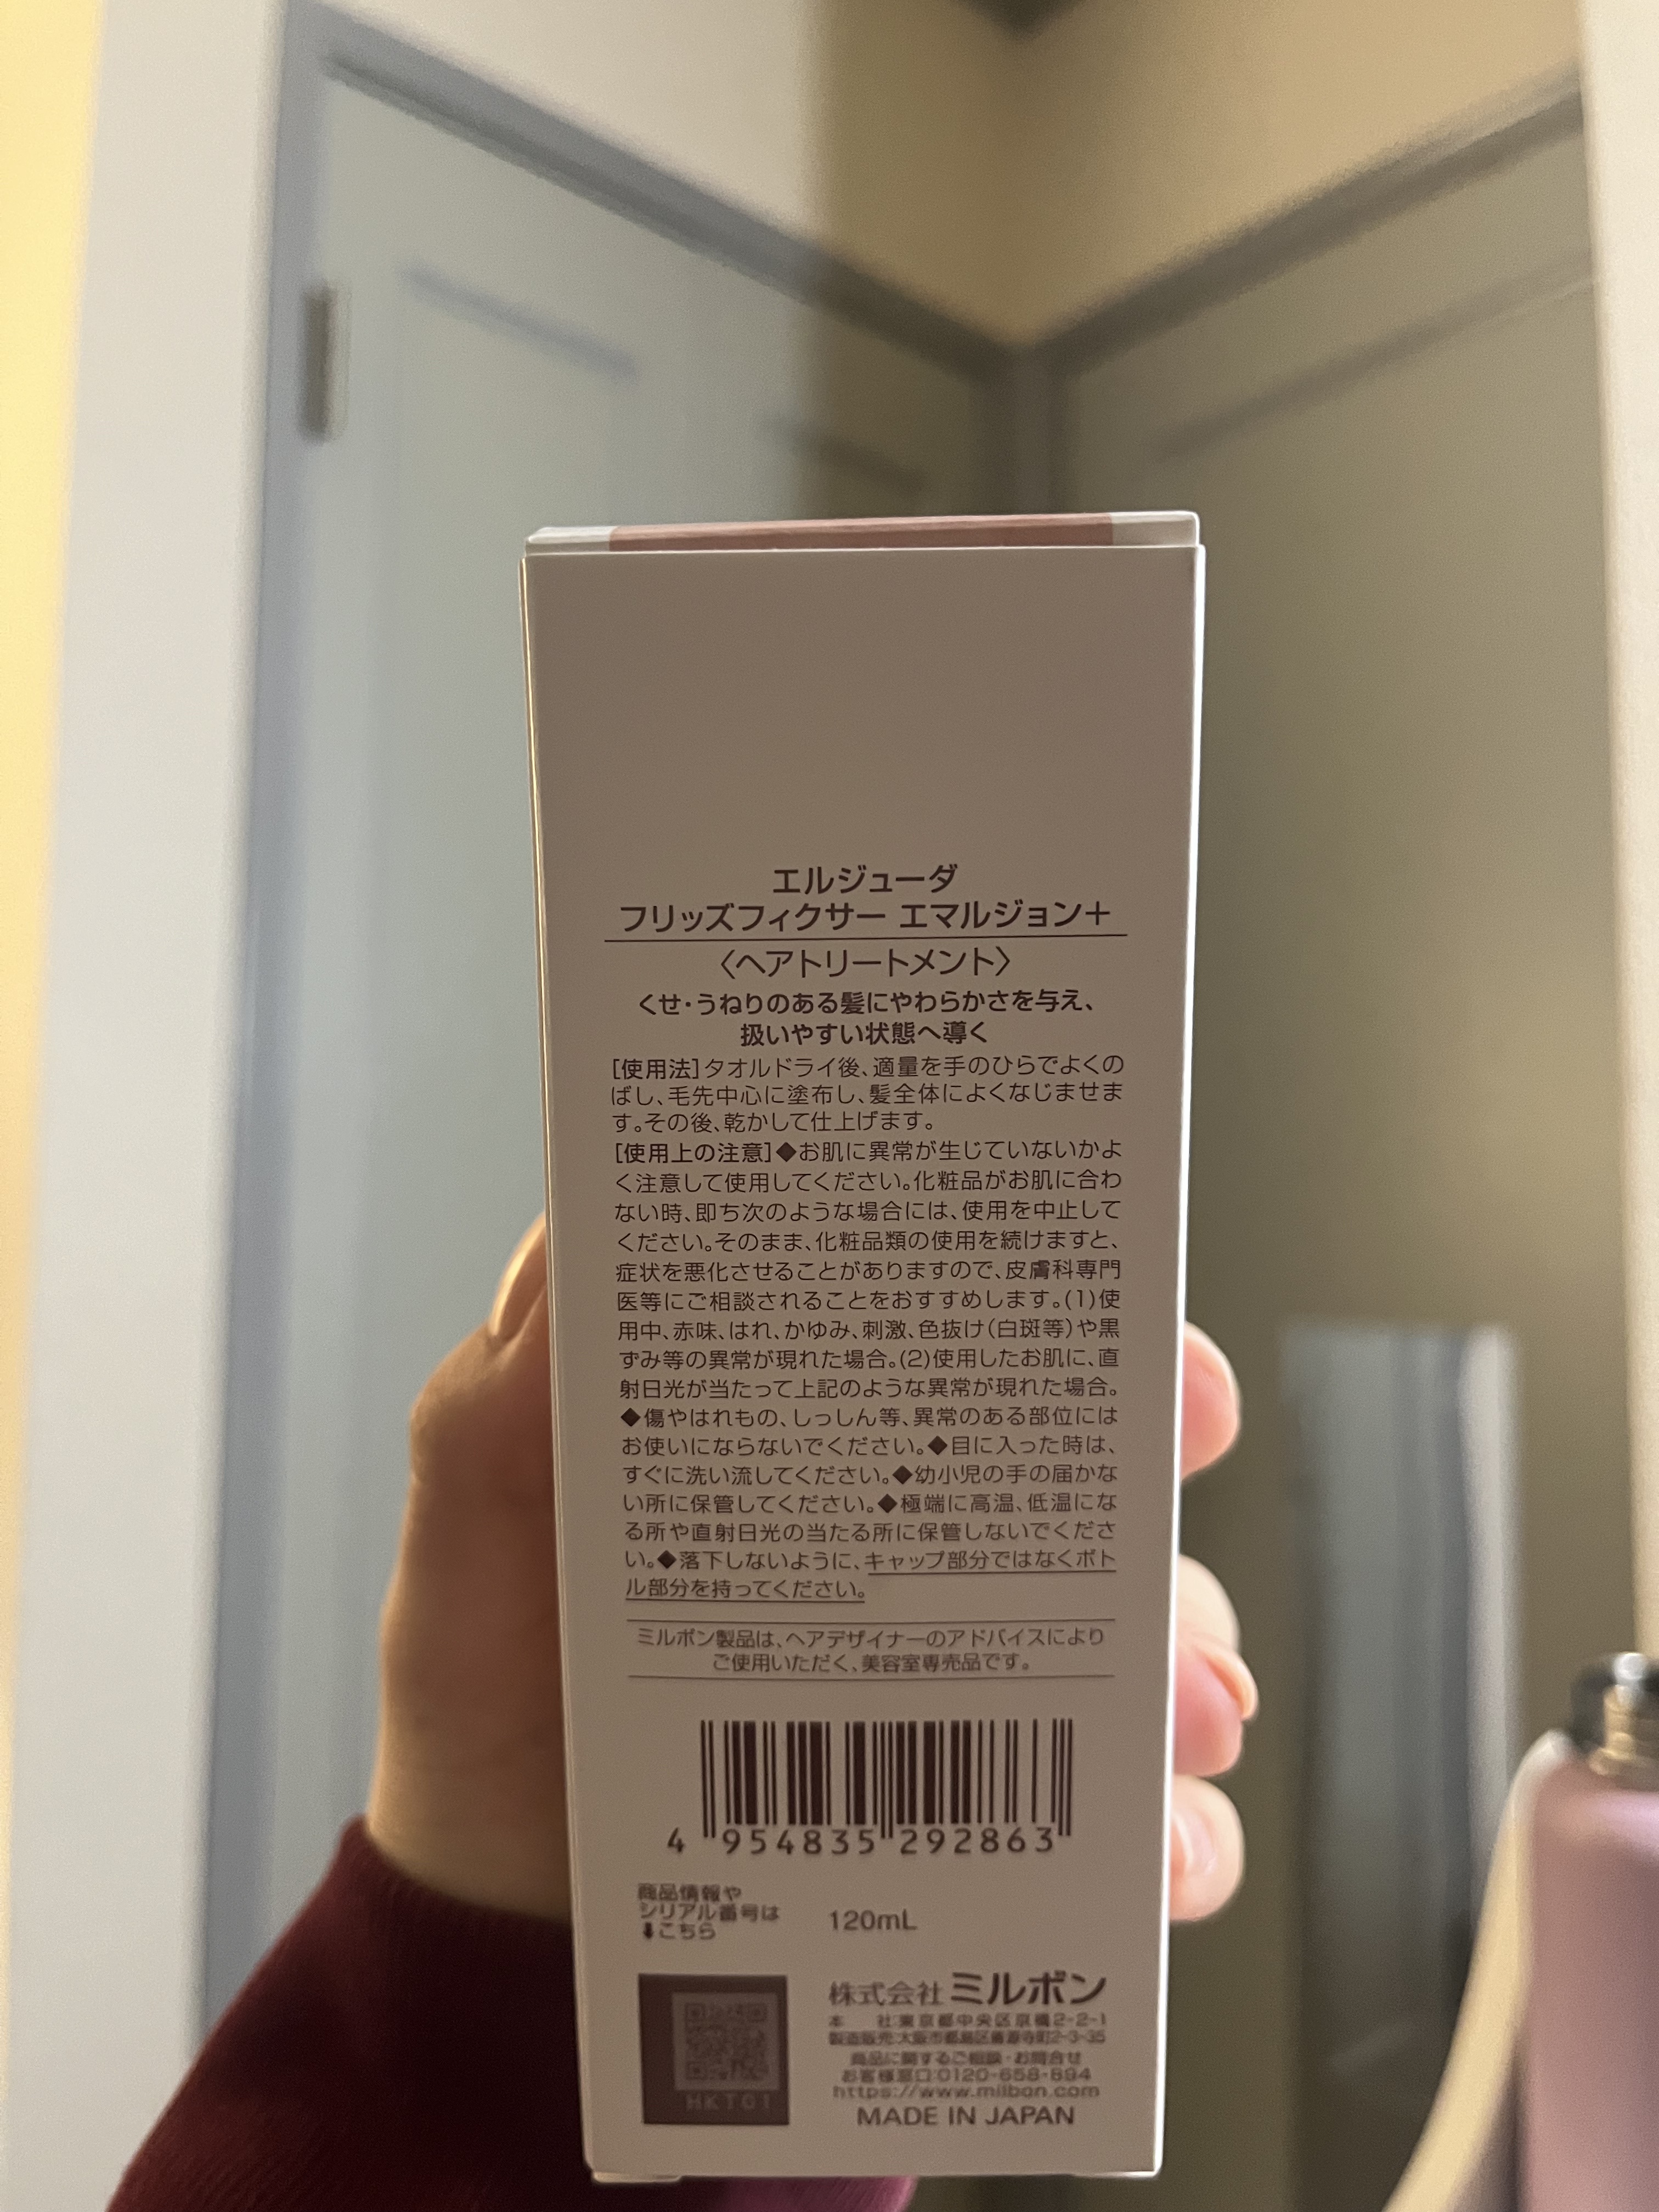 エルジューダ
フリッズフィクサー エマルジョン+
〈ヘアトリートメント〉
くせ・うねりのある髪にやわらかさを与え、
扱いやすい状態へ導く
[使用法]タオルドライ後、適量を手のひらでよくの
ばし、毛先中心に塗布し、髪全体によくなじませま
す。その後、乾かして仕上げます。
[使用上の注意]◆お肌に異常が生じていないかよ
く注意して使用してください。化粧品がお肌に合わ
ない時、即ち次のような場合には、使用を中止して
ください。そのまま、化粧品類の使用を続けますと、
症状を悪化させることがありますので、皮膚科専門
医等にご相談されることをおすすめします。(1)使
用中、赤味、はれ、かゆみ、刺激、色抜け(白斑等)や黒
ずみ等の異常が現れた場合。(2)使用したお肌に、直
射日光が当たって上記のような異常が現れた場合。
◆傷やはれもの、しっしん等、異常のある部位には
お使いにならないでください。◆目に入った時は、
すぐに洗い流してください。◆幼小児の手の届かな
い所に保管してください。◆極端に高温、低温にな
る所や直射日光の当たる所に保管しないでくださ
い。◆落下しないように、キャップ部分ではなくボト
ル部分を持ってください。
ミルボン製品は、ヘアデザイナーのアドバイスにより
ご使用いただく、美容室専売品です。
4 954835 292863
商品情報や
シリアル番号は
⬇こちら
120mL
HKT01
株式会社ミルボン
本 社:東京都中央区京橋2-2-1
製造販売元:大阪市都島区善源寺町2-3-35
商品に関するご相談・お問合せ
お客様窓口:0120-658-894
https://www.milbon.com
MADE IN JAPAN